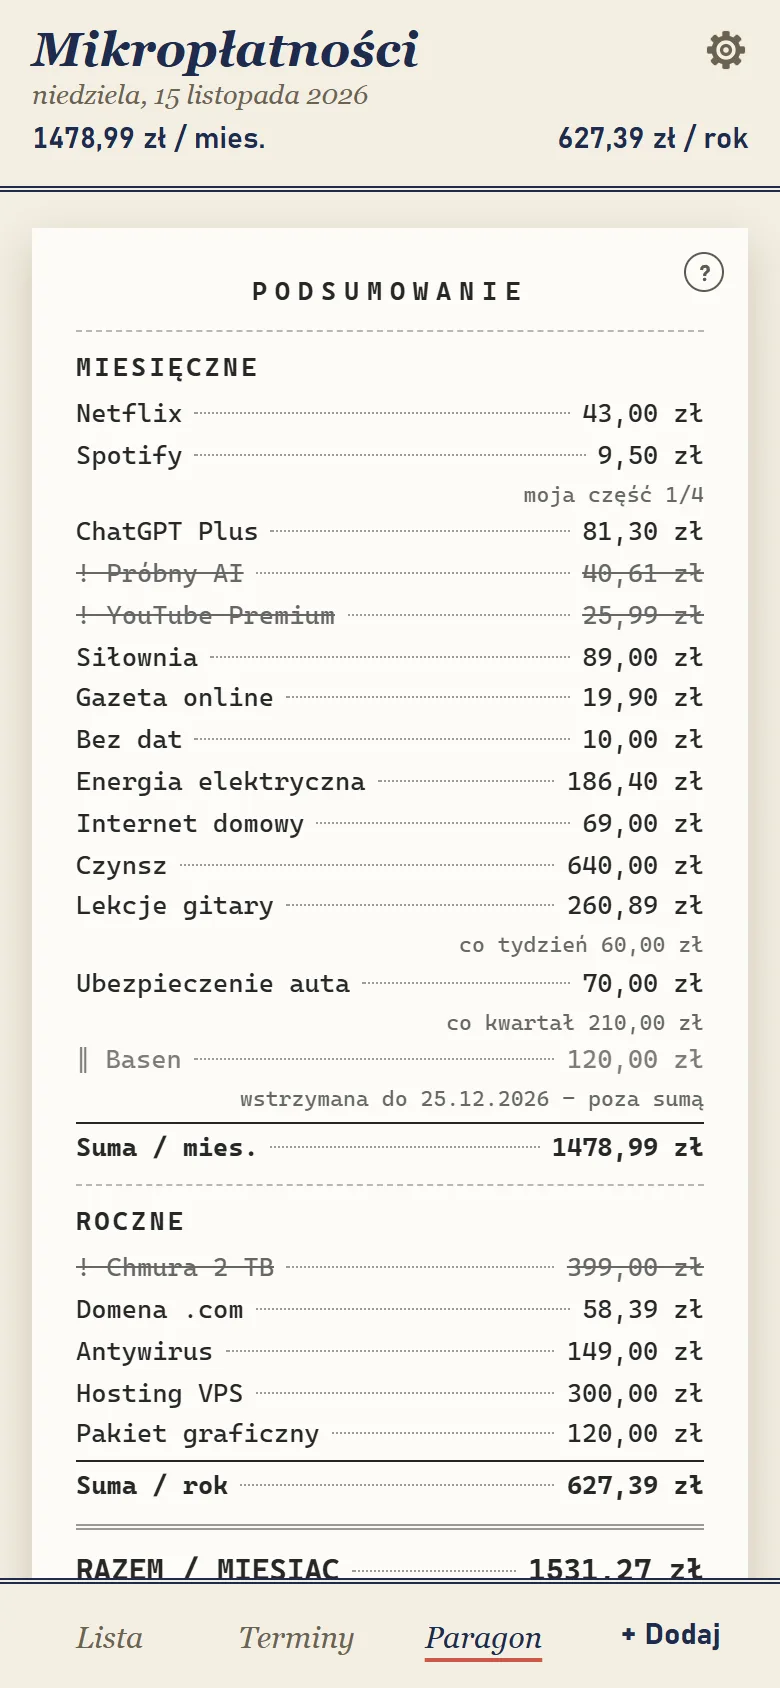 Mikropłatności
niedziela, 15 listopada 2026
1478,99 zł / mies. 627,39 zł / rok
?
PODSUMOWANIE
MIESIĘCZNE
Netflix 43,00 zł
Spotify 9,50 zł
moja część 1/4
ChatGPT Plus 81,30 zł
! Próbny AI 40,61 zł
! YouTube Premium 25,99 zł
Siłownia 89,00 zł
Gazeta online 19,90 zł
Bez dat 10,00 zł
Energia elektryczna 186,40 zł
Internet domowy 69,00 zł
Czynsz 640,00 zł
Lekcje gitary 260,89 zł
co tydzień 60,00 zł
Ubezpieczenie auta 70,00 zł
co kwartał 210,00 zł
‖ Basen 120,00 zł
wstrzymana do 25.12.2026 – poza sumą
Suma / mies. 1478,99 zł
ROCZNE
! Chmura 2 TB 399,00 zł
Domena .com 58,39 zł
Antywirus 149,00 zł
Hosting VPS 300,00 zł
Pakiet graficzny 120,00 zł
Suma / rok 627,39 zł
RAZEM / MIESIĄC 1531,27 zł
Lista Terminy Paragon + Dodaj